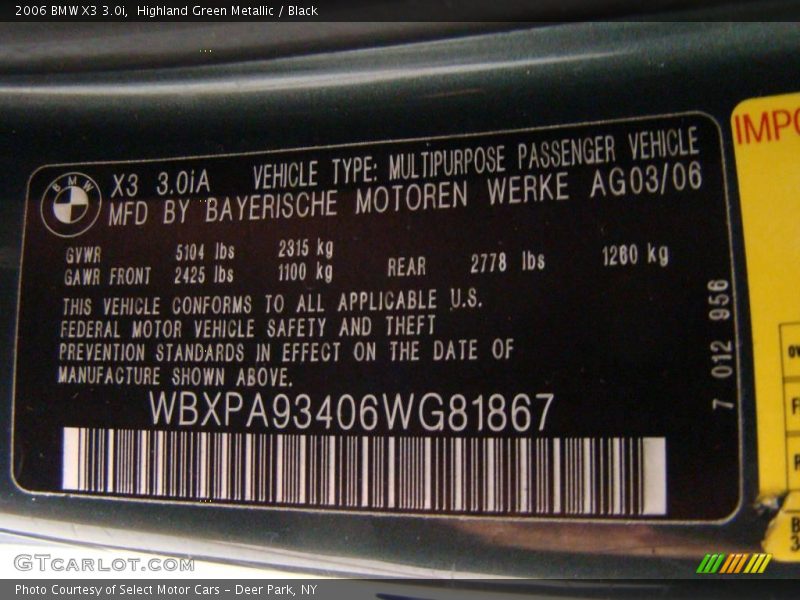 2006 BMW X3 3.0i, Highland Green Metallic / Black
BMW
X3 3.0iA VEHICLE TYPE: MULTIPURPOSE PASSENGER VEHICLE
MFD BY BAYERISCHE MOTOREN WERKE AG03/06
GVWR 5104 lbs 2315 kg
GAWR FRONT 2425 lbs 1100 kg REAR 2778 lbs 1260 kg
THIS VEHICLE CONFORMS TO ALL APPLICABLE U.S.
FEDERAL MOTOR VEHICLE SAFETY AND THEFT
PREVENTION STANDARDS IN EFFECT ON THE DATE OF
MANUFACTURE SHOWN ABOVE.
WBXPA93406WG81867
7 012 956
IMPO
GTCARLOT.COM
Photo Courtesy of Select Motor Cars - Deer Park, NY